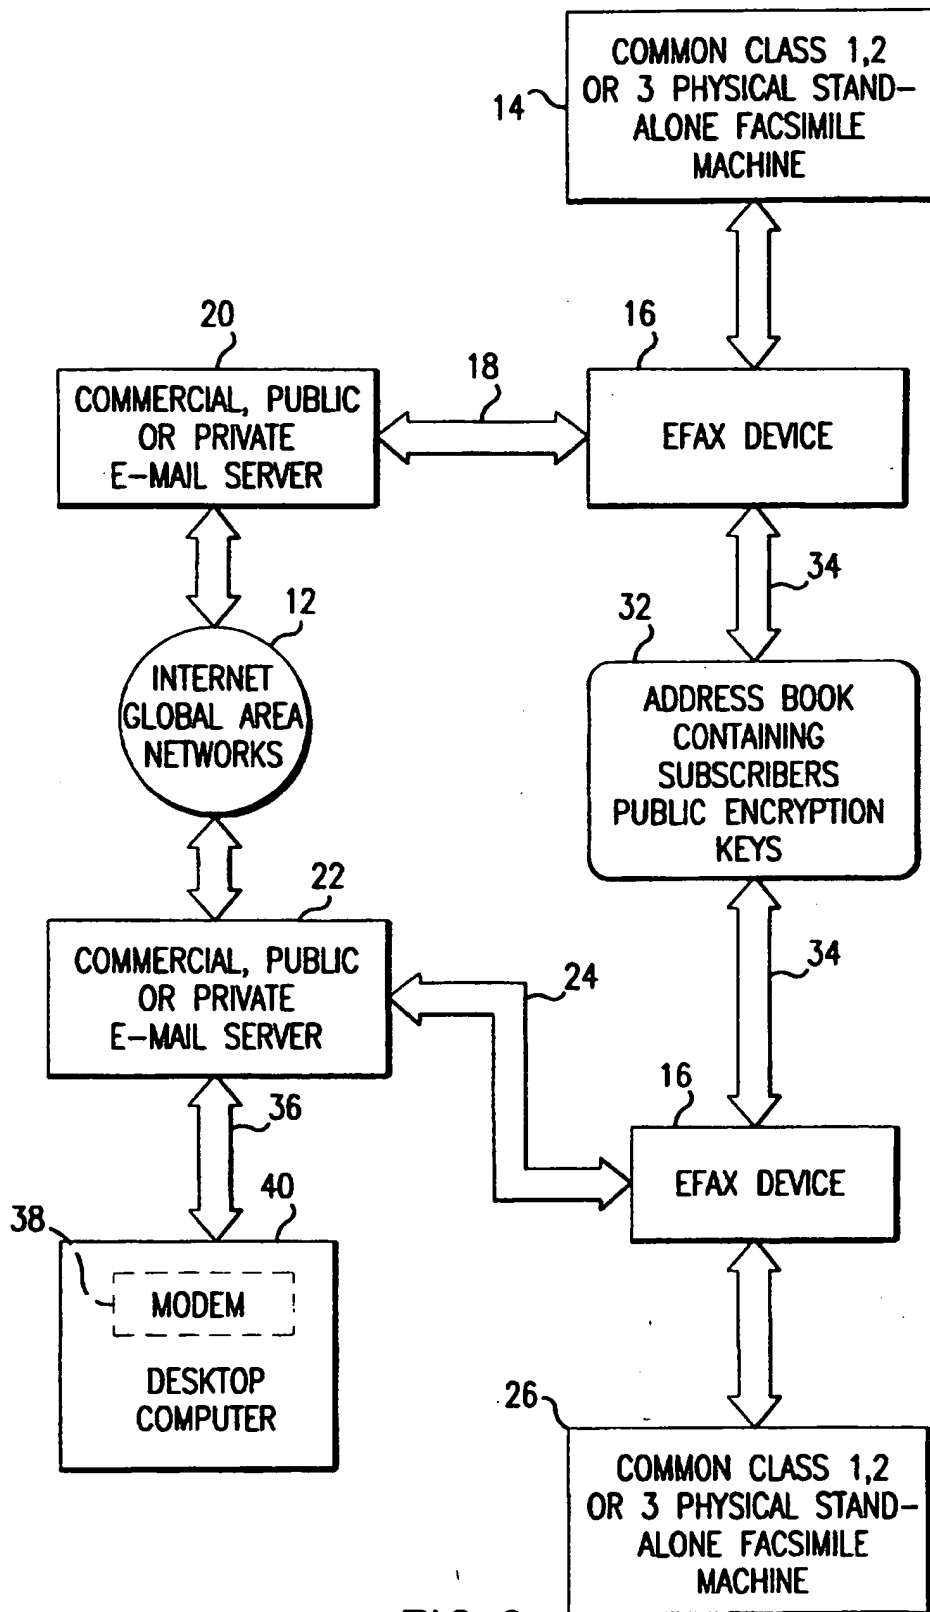 COMMON CLASS 1,2
OR 3 PHYSICAL STAND-
ALONE FACSIMILE
MACHINE
14
20
COMMERCIAL, PUBLIC
OR PRIVATE
E-MAIL SERVER
18
16
EFAX DEVICE
34
12
INTERNET
GLOBAL AREA
NETWORKS
32
ADDRESS BOOK
CONTAINING
SUBSCRIBERS
PUBLIC ENCRYPTION
KEYS
22
COMMERCIAL, PUBLIC
OR PRIVATE
E-MAIL SERVER
24
34
16
EFAX DEVICE
36
38
40
MODEM
DESKTOP
COMPUTER
26
COMMON CLASS 1,2
OR 3 PHYSICAL STAND-
ALONE FACSIMILE
MACHINE